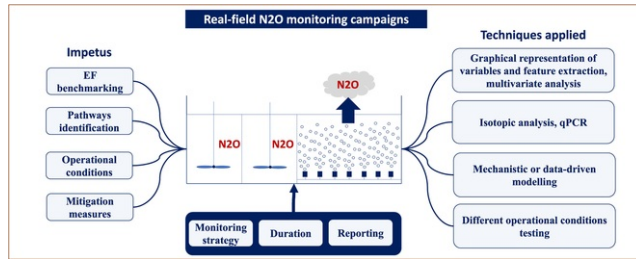 Real-field N2O monitoring campaigns
Impetus
EF
benchmarking
Pathways
identification
Operational
conditions
Mitigation
measures
N2O
N2O
N2O
Monitoring
strategy
Duration
Reporting
Techniques applied
Graphical representation of
variables and feature extraction,
multivariate analysis
Isotopic analysis, qPCR
Mechanistic or data-driven
modelling
Different operational conditions
testing